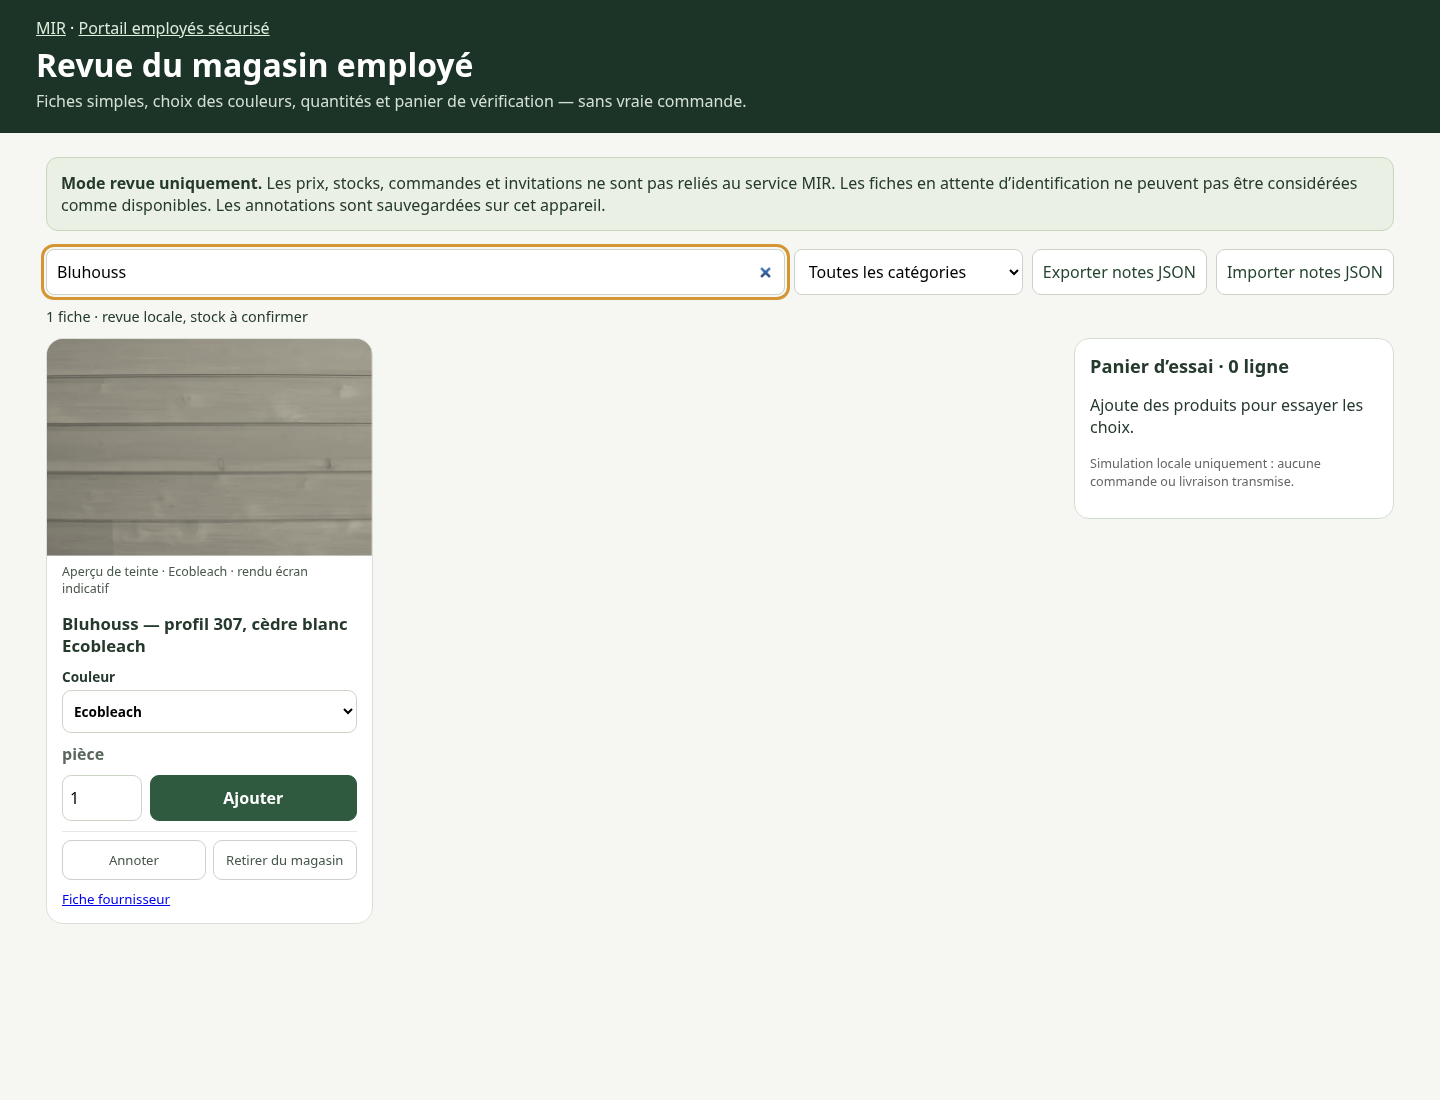 MIR · Portail employés sécurisé
Revue du magasin employé
Fiches simples, choix des couleurs, quantités et panier de vérification — sans vraie commande.
Mode revue uniquement. Les prix, stocks, commandes et invitations ne sont pas reliés au service MIR. Les fiches en attente d’identification ne peuvent pas être considérées
comme disponibles. Les annotations sont sauvegardées sur cet appareil.
Bluhouss
Toutes les catégories
Exporter notes JSON
Importer notes JSON
1 fiche · revue locale, stock à confirmer
Aperçu de teinte · Ecobleach · rendu écran
indicatif
Bluhouss — profil 307, cèdre blanc
Ecobleach
Couleur
Ecobleach
pièce
1
Ajouter
Annoter
Retirer du magasin
Fiche fournisseur
Panier d’essai · 0 ligne
Ajoute des produits pour essayer les
choix.
Simulation locale uniquement : aucune
commande ou livraison transmise.